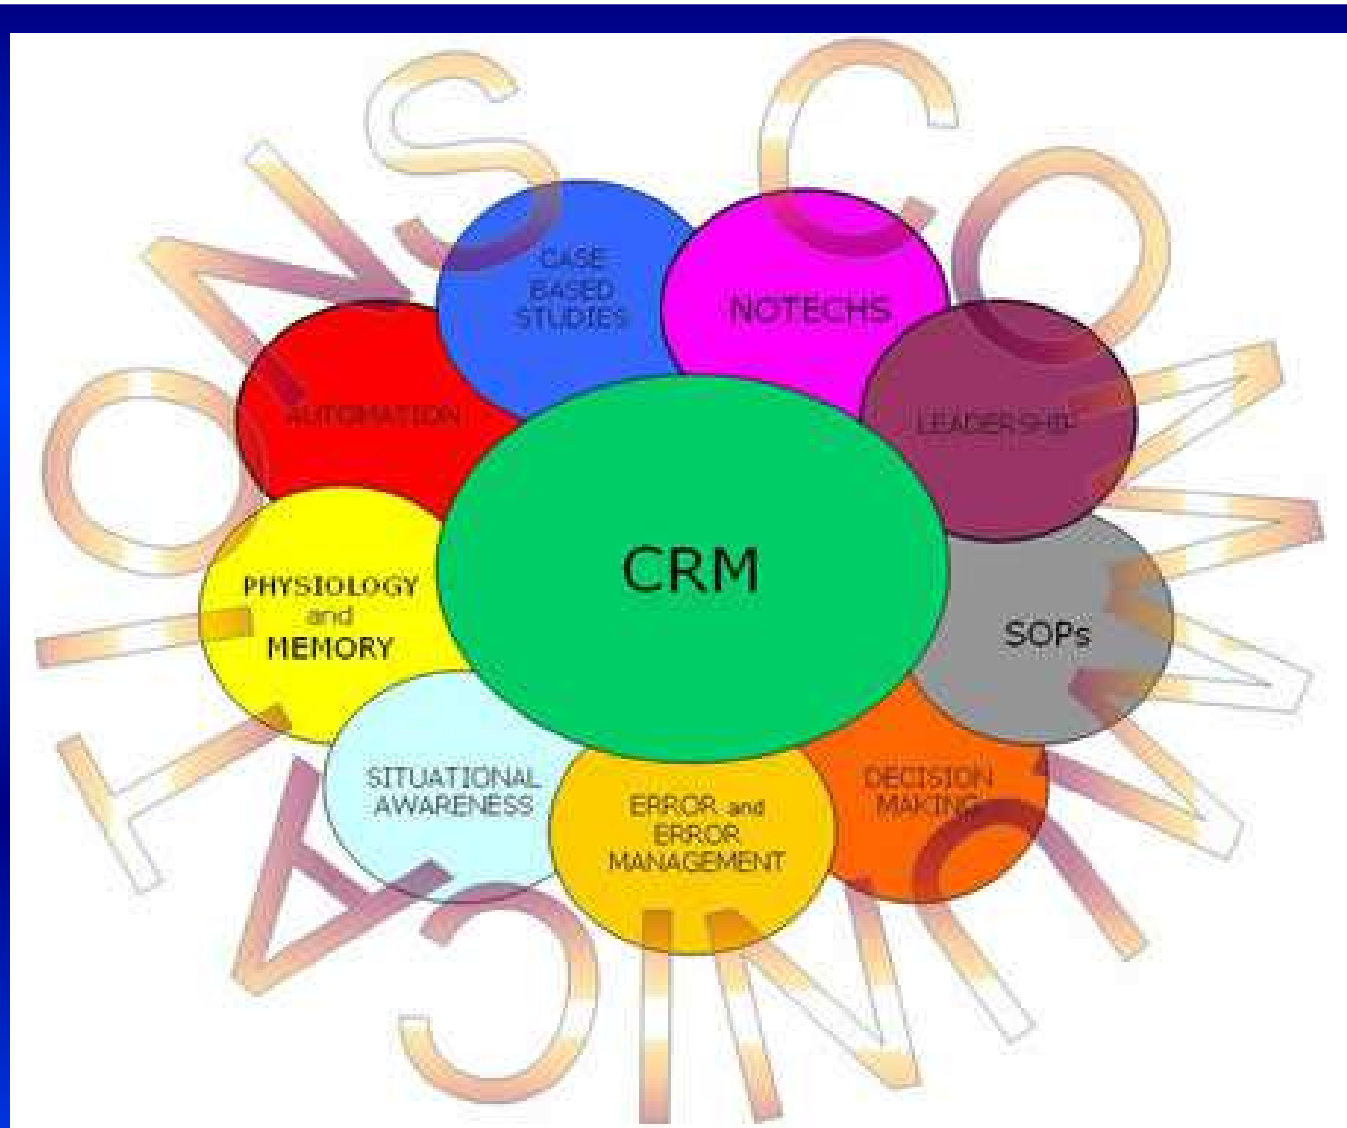 COMMUNICATIONS
CASE
BASED
STUDIES
NOTECHS
LEADERSHIP
AUTOMATION
CRM
PHYSIOLOGY
and
MEMORY
SOPs
SITUATIONAL
AWARENESS
ERROR and
ERROR
MANAGEMENT
DECISION
MAKING